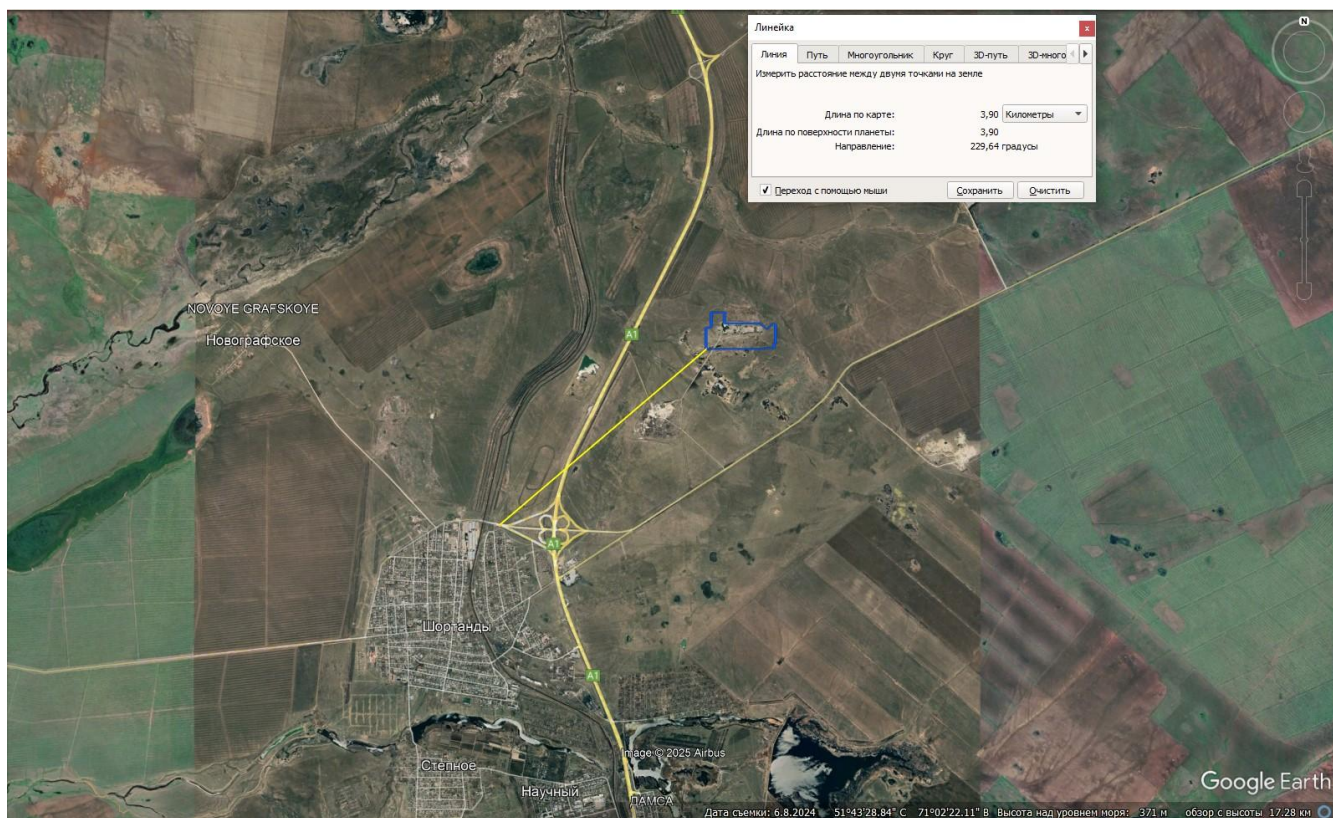 Линейка
Линия Путь Многоугольник Круг 3D-путь 3D-много
Измерить расстояние между двумя точками на земле
Длина по карте: 3,90 Километры
Длина по поверхности планеты: 3,90
Направление: 229,64 градусы
Переход с помощью мыши Сохранить Очистить
N
NOVOYE GRAFSKOYE
Новографское
A1
A1
Шортанды
A1
Image © 2025 Airbus
Степное
Научный
ДАМСА
Google Earth
Дата съемки: 6.8.2024 51°43'28.84" С 71°02'22.11" В Высота над уровнем моря: 371 м обзор с высоты 17.28 км